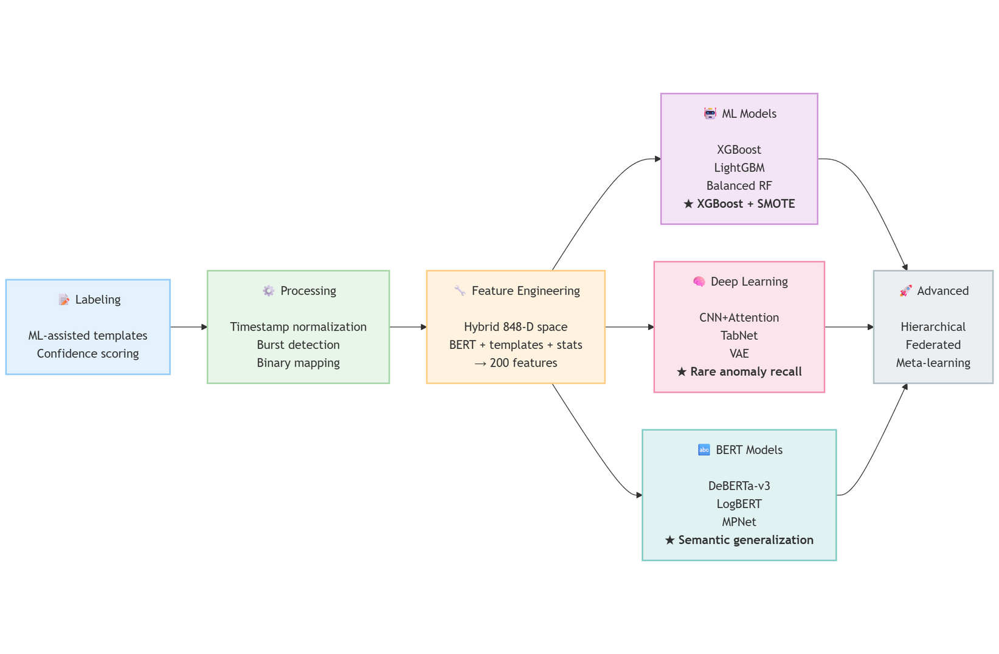 📝 Labeling
ML-assisted templates
Confidence scoring
⚙️ Processing
Timestamp normalization
Burst detection
Binary mapping
🔧 Feature Engineering
Hybrid 848-D space
BERT + templates + stats
→ 200 features
🤖 ML Models
XGBoost
LightGBM
Balanced RF
★ XGBoost + SMOTE
🧠 Deep Learning
CNN+Attention
TabNet
VAE
★ Rare anomaly recall
🔤 BERT Models
DeBERTa-v3
LogBERT
MPNet
★ Semantic generalization
🚀 Advanced
Hierarchical
Federated
Meta-learning